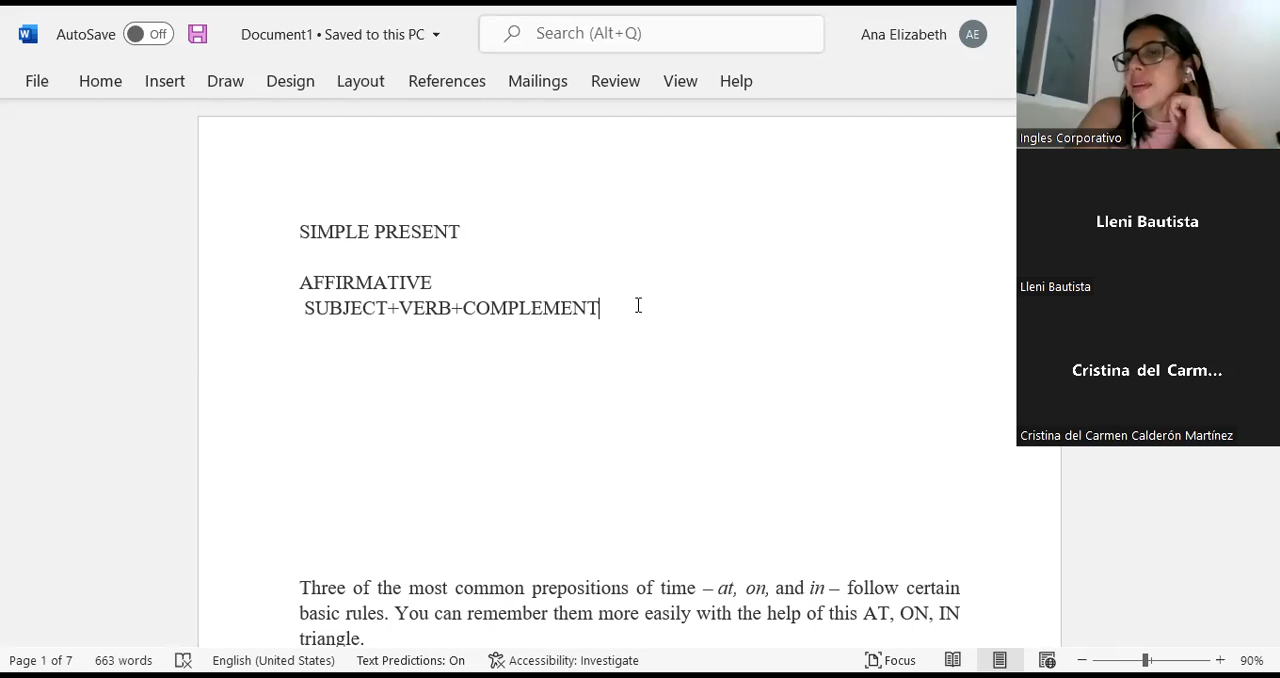 AutoSave Off Document1 • Saved to this PC Search (Alt+Q) Ana Elizabeth AE
File Home Insert Draw Design Layout References Mailings Review View Help
Ingles Corporativo
Lleni Bautista
Lleni Bautista
Cristina del Carm...
Cristina del Carmen Calderón Martínez
SIMPLE PRESENT
AFFIRMATIVE
SUBJECT+VERB+COMPLEMENT
Three of the most common prepositions of time – at, on, and in – follow certain
basic rules. You can remember them more easily with the help of this AT, ON, IN
triangle.
Page 1 of 7 663 words English (United States) Text Predictions: On Accessibility: Investigate Focus 90%